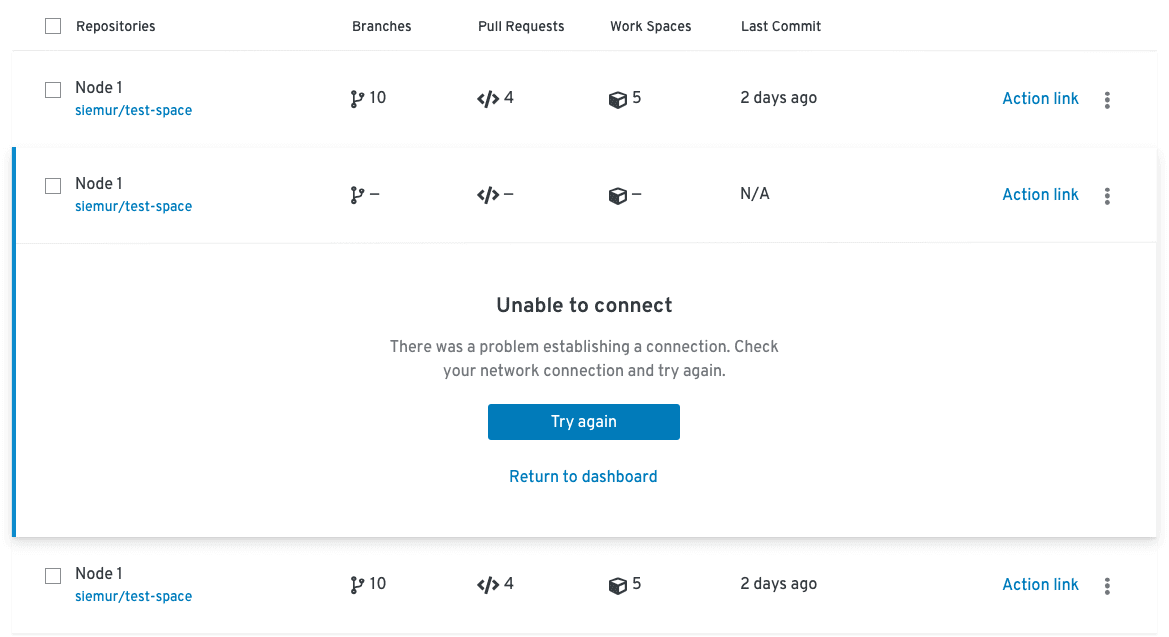 Repositories Branches Pull Requests Work Spaces Last Commit
Node 1
siemur/test-space
10 4 5 2 days ago Action link
Node 1
siemur/test-space
– – – N/A Action link
Unable to connect
There was a problem establishing a connection. Check
your network connection and try again.
Try again
Return to dashboard
Node 1
siemur/test-space
10 4 5 2 days ago Action link